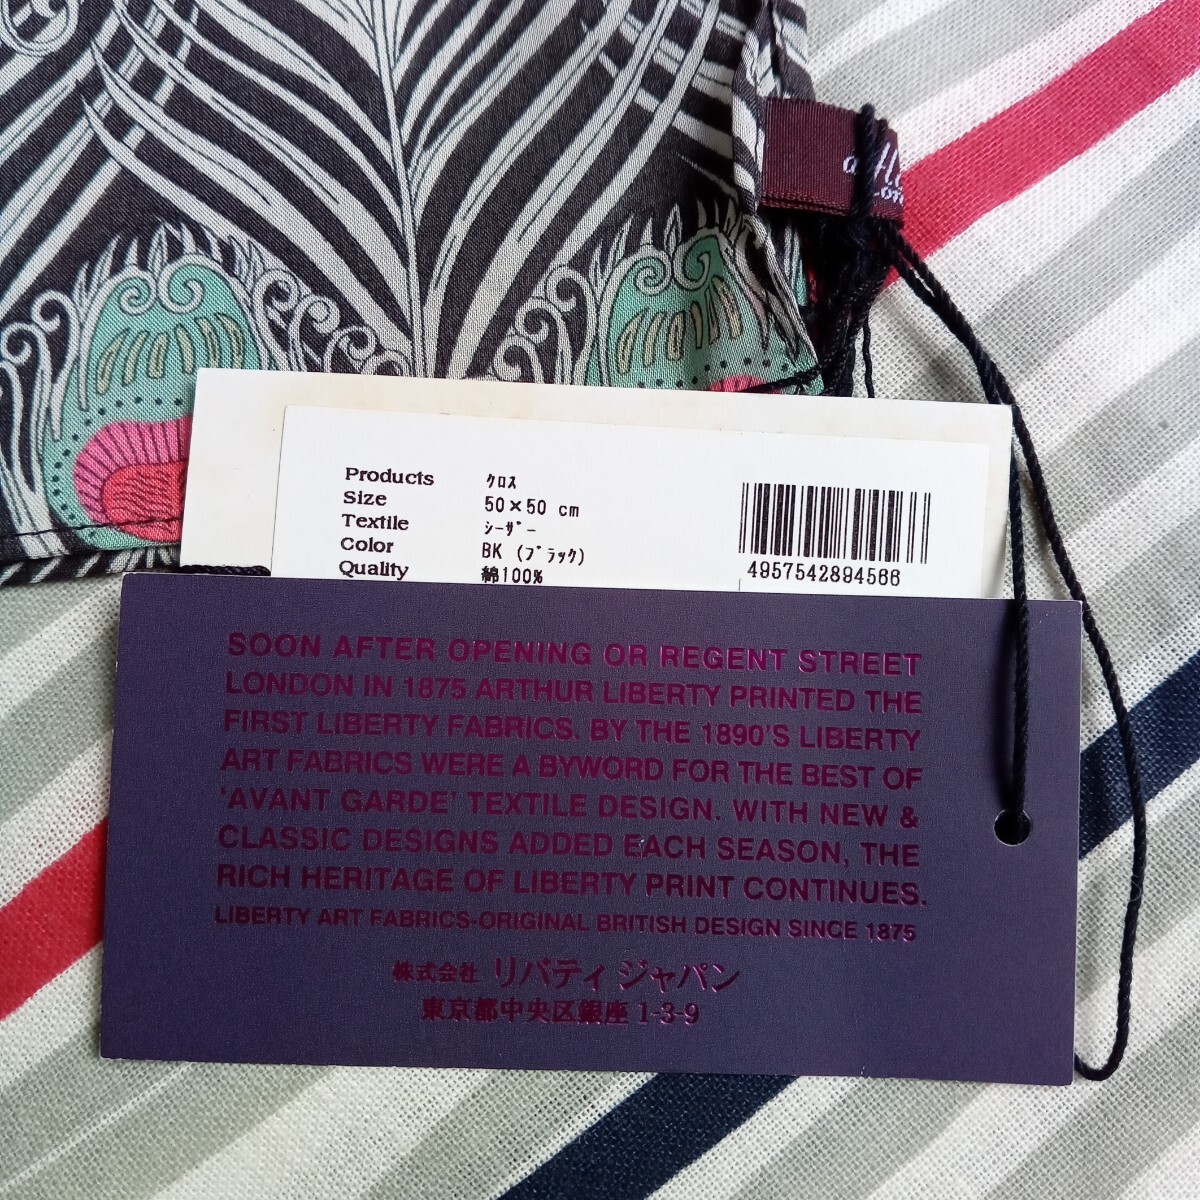 Products クロス
Size 50×50 cm
Textile シーザー
Color BK (ブラック)
Quality 綿100%
4957542894566
SOON AFTER OPENING OR REGENT STREET
LONDON IN 1875 ARTHUR LIBERTY PRINTED THE
FIRST LIBERTY FABRICS. BY THE 1890'S LIBERTY
ART FABRICS WERE A BYWORD FOR THE BEST OF
'AVANT GARDE' TEXTILE DESIGN. WITH NEW &
CLASSIC DESIGNS ADDED EACH SEASON, THE
RICH HERITAGE OF LIBERTY PRINT CONTINUES.
LIBERTY ART FABRICS-ORIGINAL BRITISH DESIGN SINCE 1875
株式会社 リバティ ジャパン
東京都中央区銀座 1-3-9